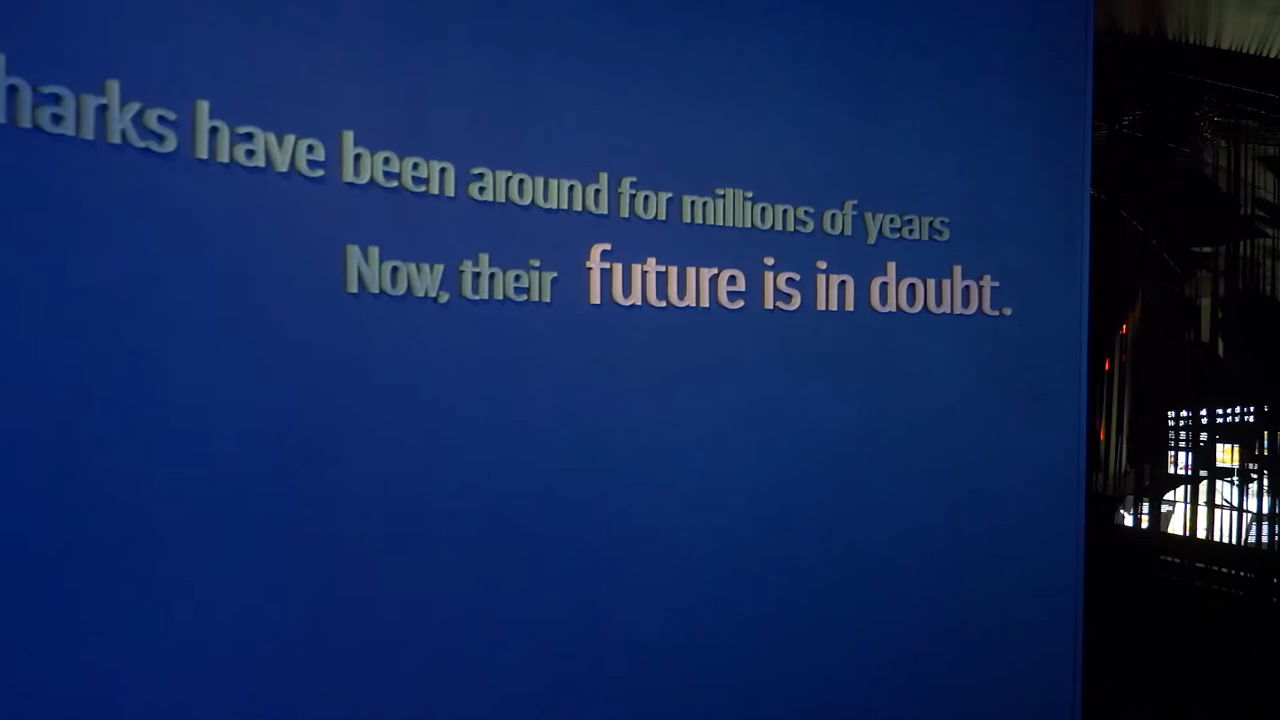 harks have been around for millions of years
Now, their future is in doubt.